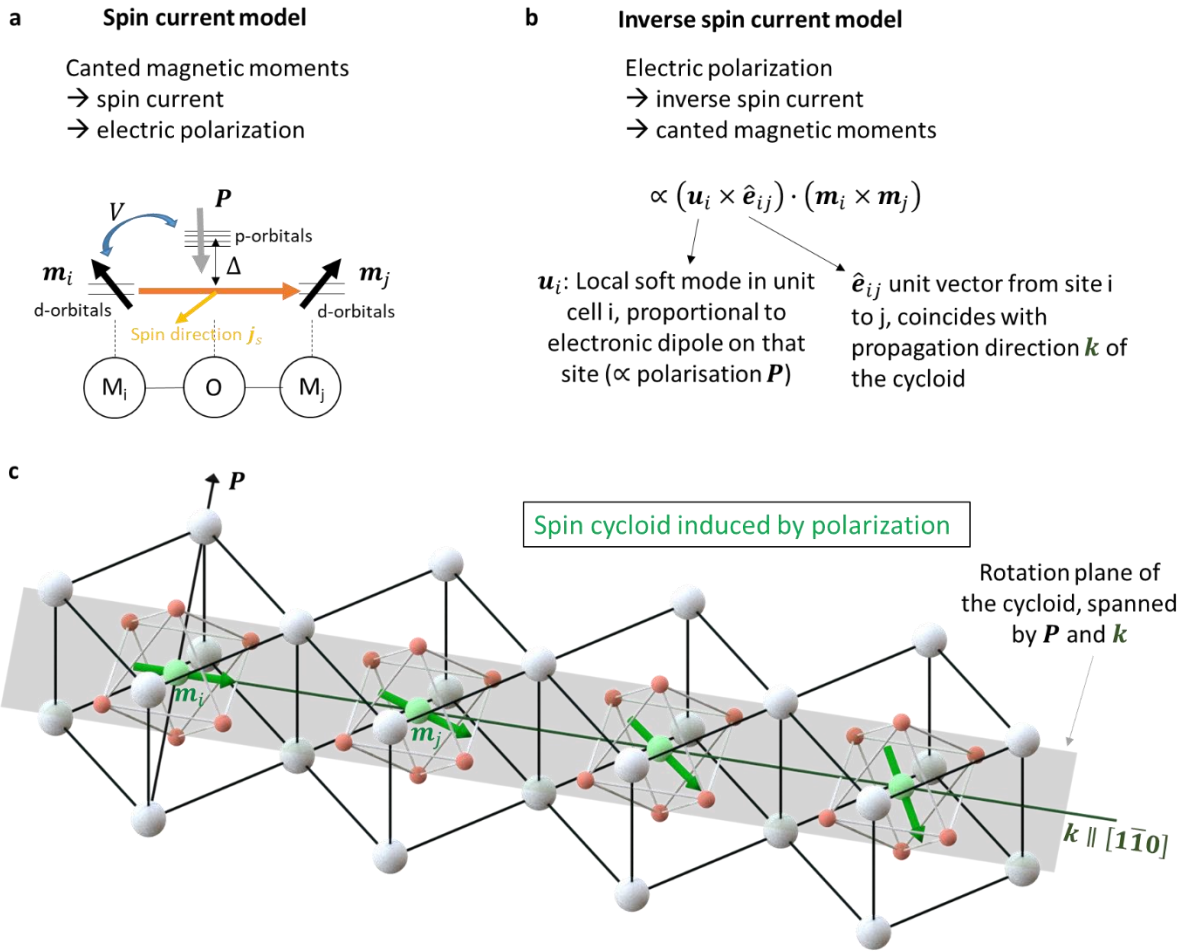 a
Spin current model
Canted magnetic moments
→ spin current
→ electric polarization
V
P
p-orbitals
Δ
m_i
m_j
d-orbitals
d-orbitals
Spin direction j_s
M_i
O
M_j
b
Inverse spin current model
Electric polarization
→ inverse spin current
→ canted magnetic moments
∝ (u_i × ê_ij) · (m_i × m_j)
u_i: Local soft mode in unit
cell i, proportional to
electronic dipole on that
site (∝ polarisation P)
ê_ij unit vector from site i
to j, coincides with
propagation direction k of
the cycloid
c
P
Spin cycloid induced by polarization
Rotation plane of
the cycloid, spanned
by P and k
m_i
m_j
k ∥ [11̅0]